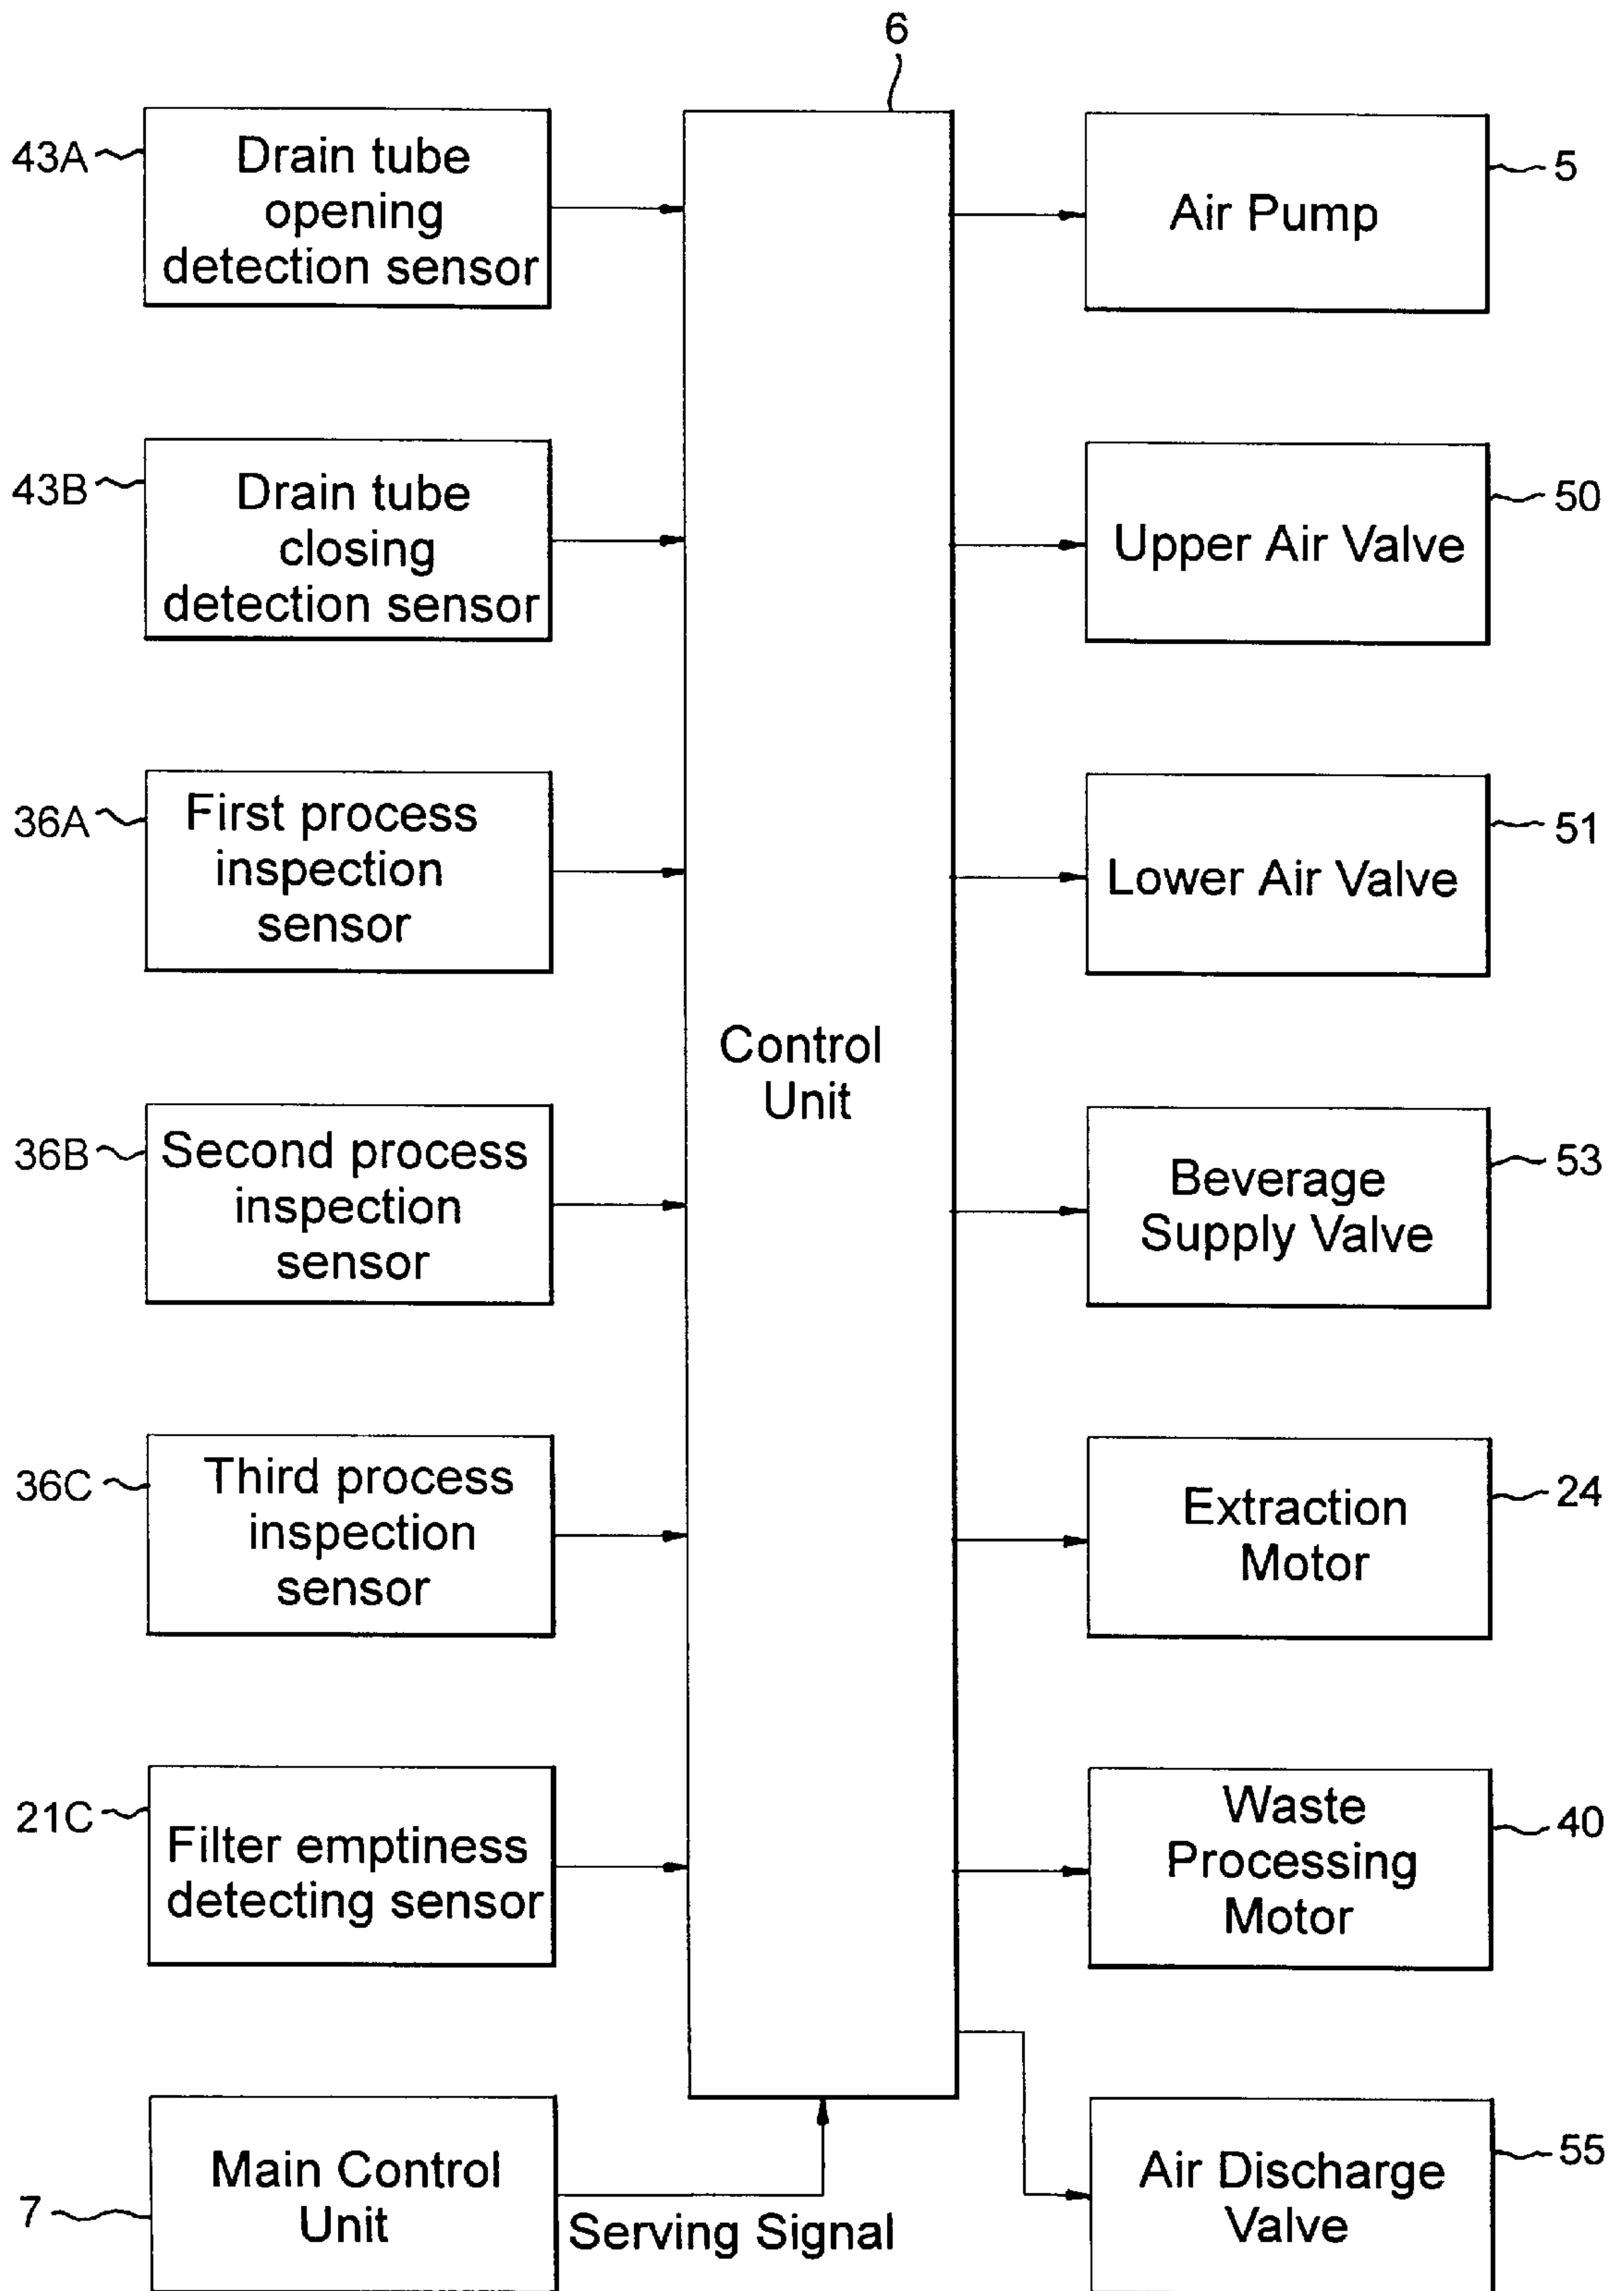 6
43A
Drain tube
opening
detection sensor
Air Pump
5
43B
Drain tube
closing
detection sensor
Upper Air Valve
50
36A
First process
inspection
sensor
Lower Air Valve
51
Control
Unit
36B
Second process
inspection
sensor
Beverage
Supply Valve
53
36C
Third process
inspection
sensor
Extraction
Motor
24
21C
Filter emptiness
detecting sensor
Waste
Processing
Motor
40
7
Main Control
Unit
Serving Signal
Air Discharge
Valve
55